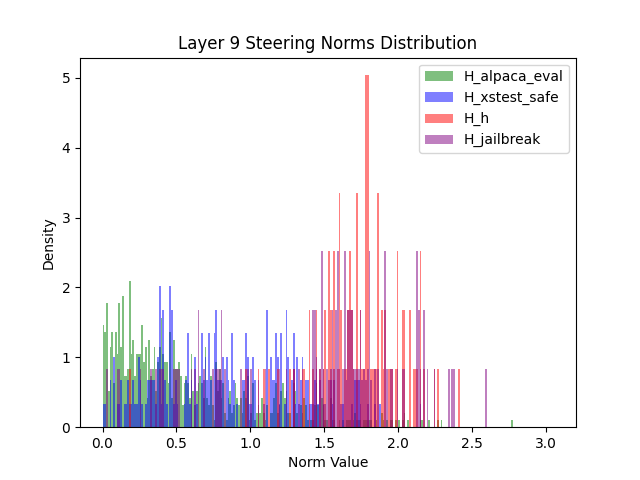 Layer 9 Steering Norms Distribution
H_alpaca_eval
H_xstest_safe
H_h
H_jailbreak
Density
5
4
3
2
1
0
0.0 0.5 1.0 1.5 2.0 2.5 3.0
Norm Value